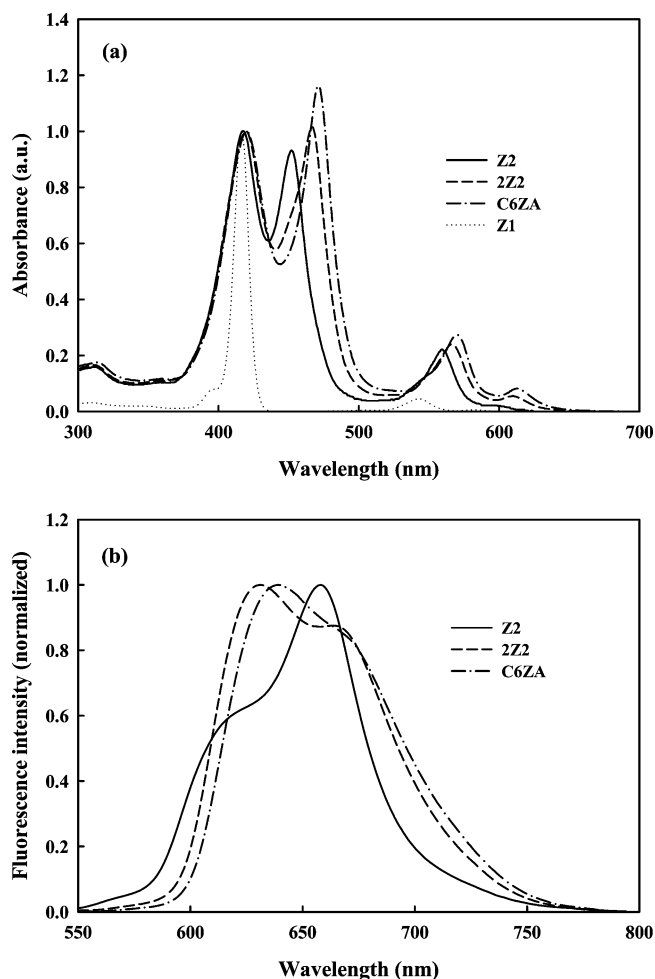 (a)
Absorbance (a.u.)
1.4
1.2
1.0
0.8
0.6
0.4
0.2
0.0
Z2
2Z2
C6ZA
Z1
300 400 500 600 700
Wavelength (nm)
(b)
Fluorescence intensity (normalized)
1.2
1.0
0.8
0.6
0.4
0.2
0.0
Z2
2Z2
C6ZA
550 600 650 700 750 800
Wavelength (nm)